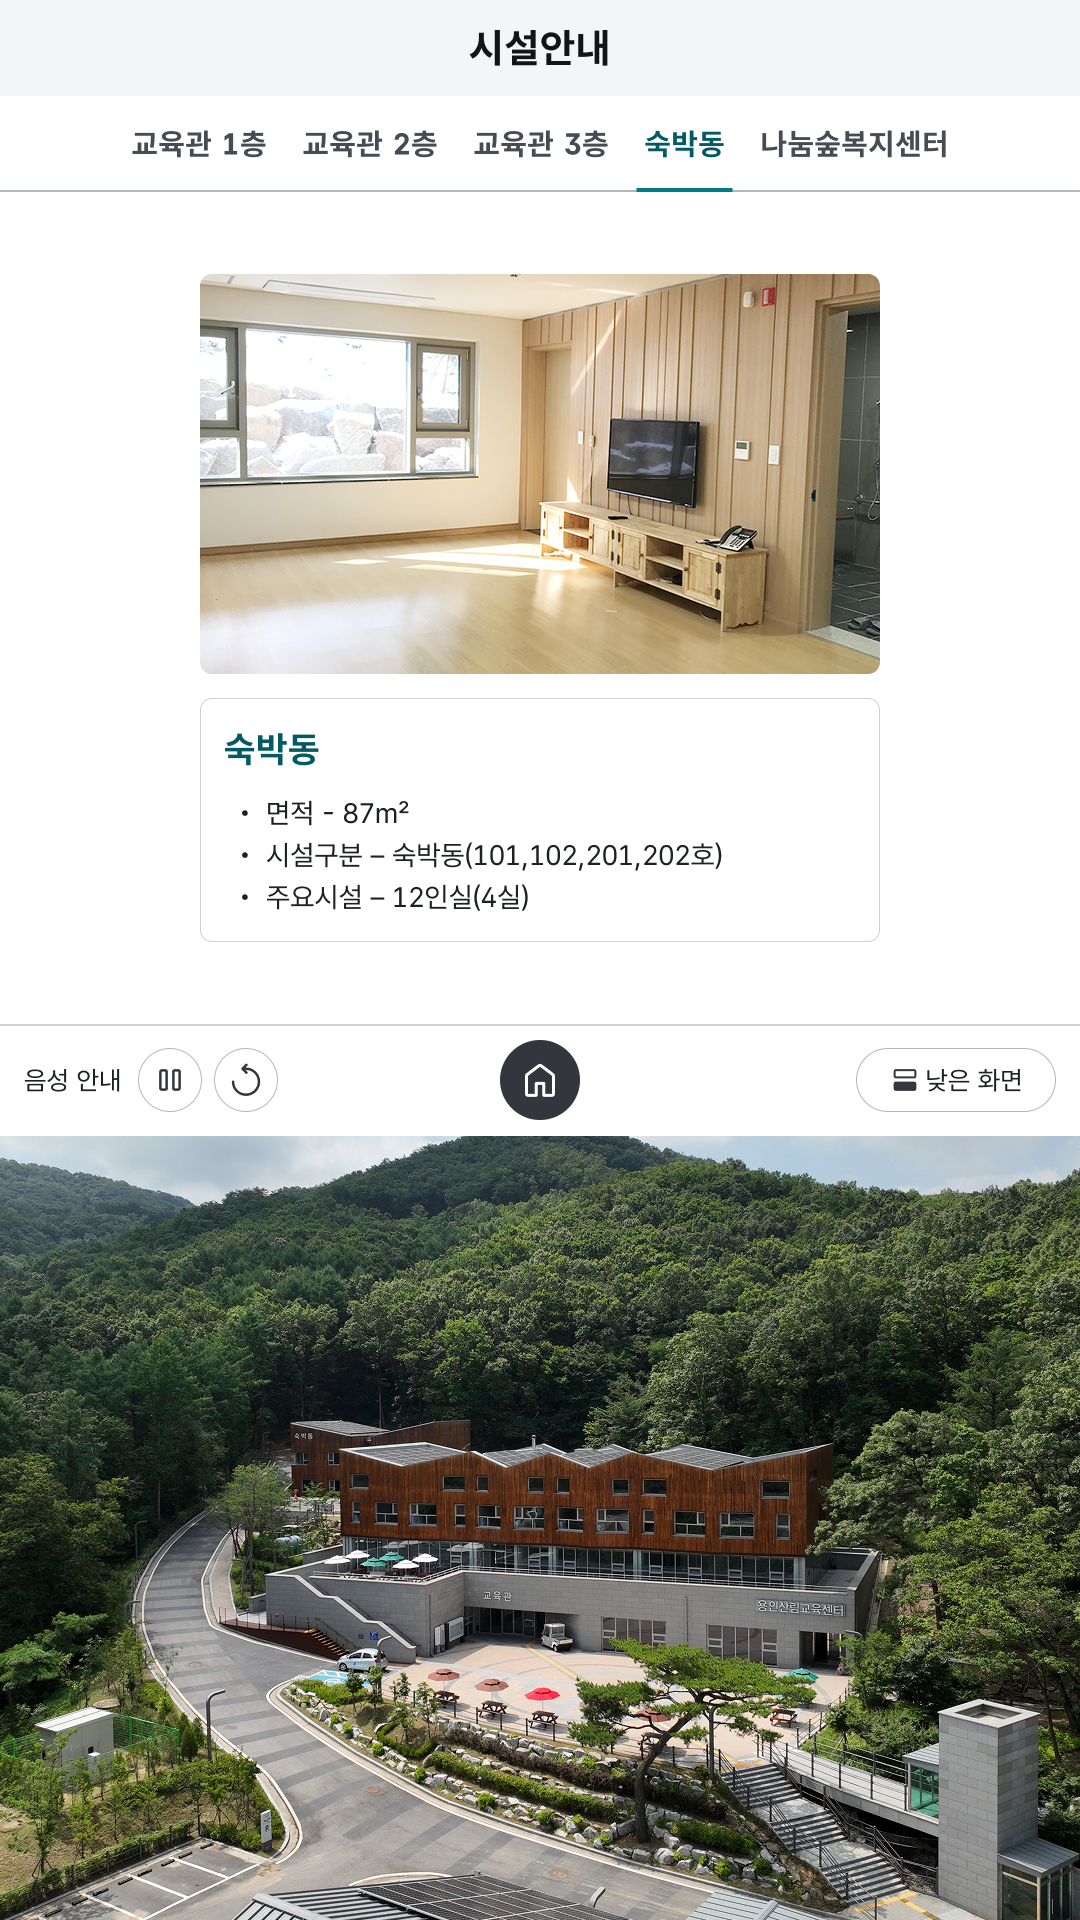 시설안내
교육관 1층
교육관 2층
교육관 3층
숙박동
나눔숲복지센터
숙박동
• 면적 - 87m²
• 시설구분 – 숙박동(101,102,201,202호)
• 주요시설 – 12인실(4실)
음성 안내
낮은 화면
숙박동
교육관
용인산림교육센터